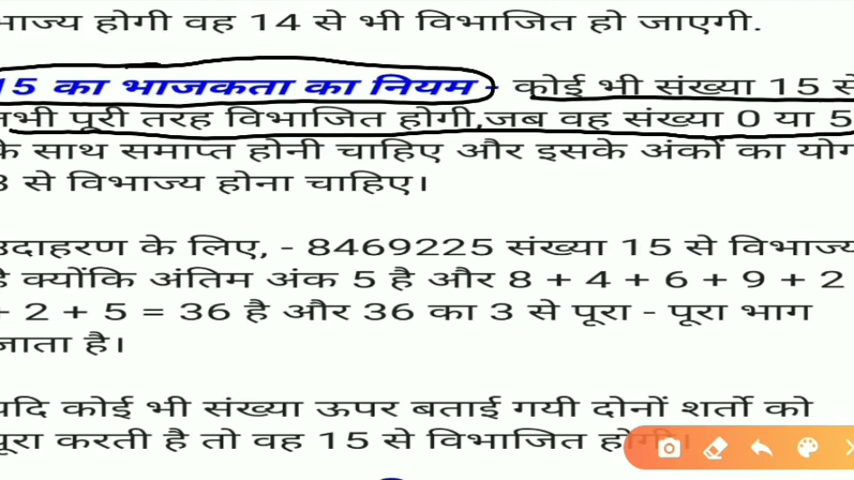 भाज्य होगी वह 14 से भी विभाजित हो जाएगी.
15 का भाजकता का नियम - कोई भी संख्या 15 से
तभी पूरी तरह विभाजित होगी,जब वह संख्या 0 या 5
के साथ समाप्त होनी चाहिए और इसके अंकों का योग
3 से विभाज्य होना चाहिए।
उदाहरण के लिए, - 8469225 संख्या 15 से विभाज्य
है क्योंकि अंतिम अंक 5 है और 8 + 4 + 6 + 9 + 2
+ 2 + 5 = 36 है और 36 का 3 से पूरा - पूरा भाग
जाता है।
यदि कोई भी संख्या ऊपर बताई गयी दोनों शर्तो को
पूरा करती है तो वह 15 से विभाजित होगी।